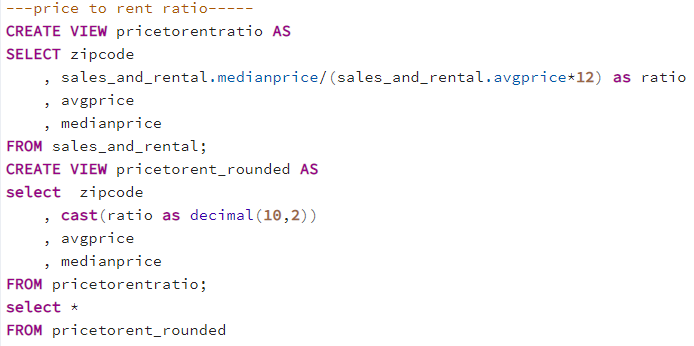 ---price to rent ratio-----
CREATE VIEW pricetorentratio AS
SELECT zipcode
    , sales_and_rental.medianprice/(sales_and_rental.avgprice*12) as ratio
    , avgprice
    , medianprice
FROM sales_and_rental;
CREATE VIEW pricetorent_rounded AS
select  zipcode
    , cast(ratio as decimal(10,2))
    , avgprice
    , medianprice
FROM pricetorentratio;
select *
FROM pricetorent_rounded